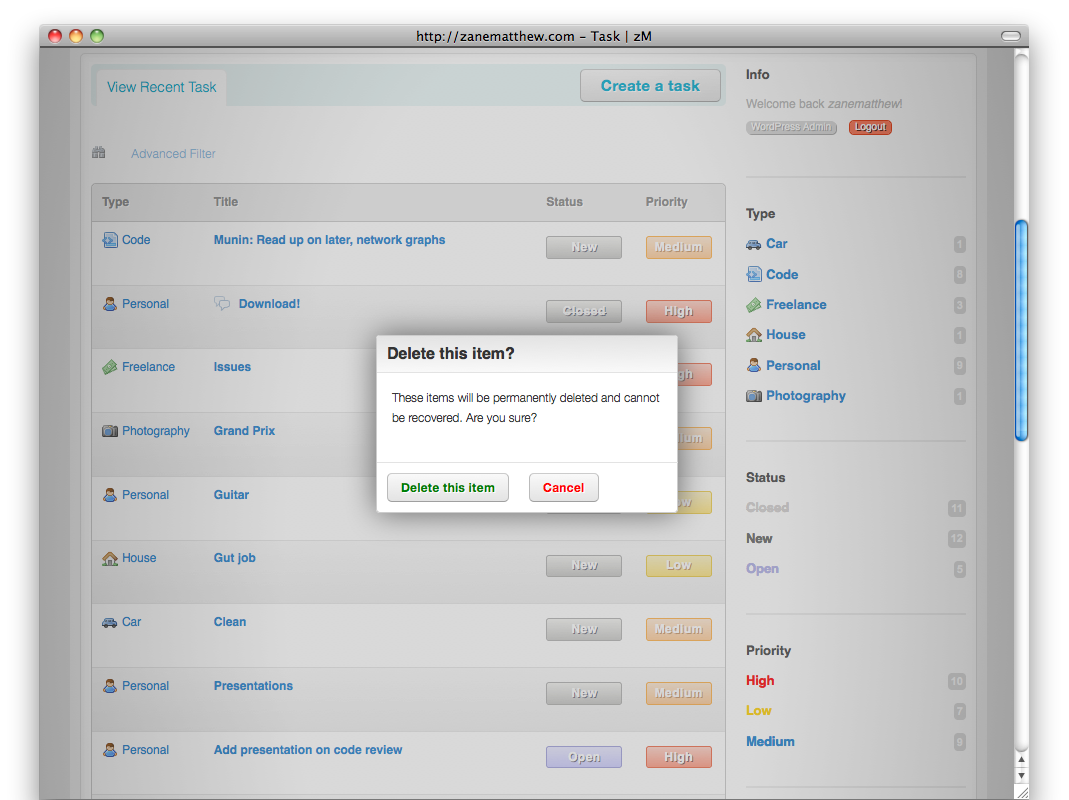 http://zanematthew.com – Task | zM
View Recent Task
Create a task
Advanced Filter
Type Title Status Priority
Code Munin: Read up on later, network graphs New Medium
Personal Download! Closed High
Freelance Issues gh
Photography Grand Prix ium
Personal Guitar ow
House Gut job New Low
Car Clean New Medium
Personal Presentations New Medium
Personal Add presentation on code review Open High
Delete this item?
These items will be permanently deleted and cannot
be recovered. Are you sure?
Delete this item Cancel
Info
Welcome back zanematthew!
WordPress Admin Logout
Type
Car 1
Code 8
Freelance 3
House 1
Personal 9
Photography 1
Status
Closed 11
New 12
Open 5
Priority
High 10
Low 7
Medium 9